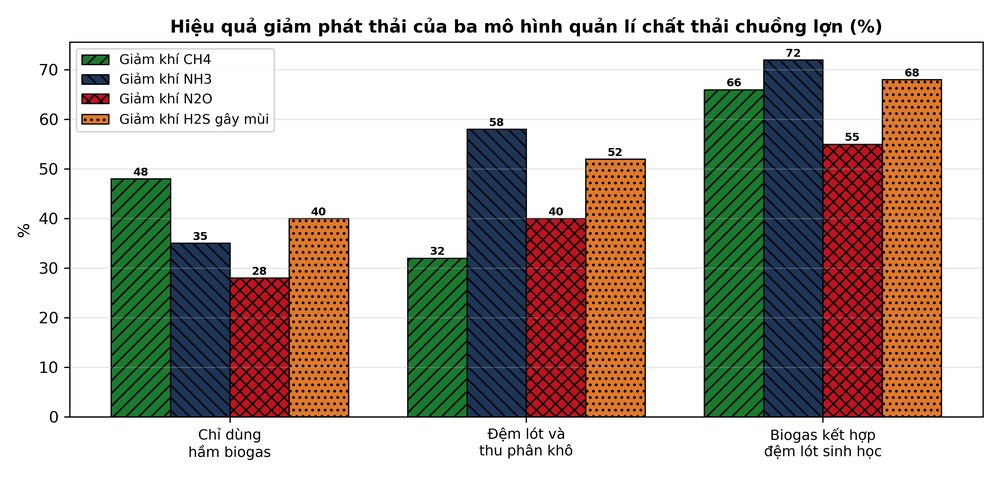 Hiệu quả giảm phát thải của ba mô hình quản lí chất thải chuồng lợn (%)
Giảm khí CH4
Giảm khí NH3
Giảm khí N2O
Giảm khí H2S gây mùi
%
70
60
50
40
30
20
10
0
48
35
28
40
32
58
40
52
66
72
55
68
Chỉ dùng
hầm biogas
Đệm lót và
thu phân khô
Biogas kết hợp
đệm lót sinh học